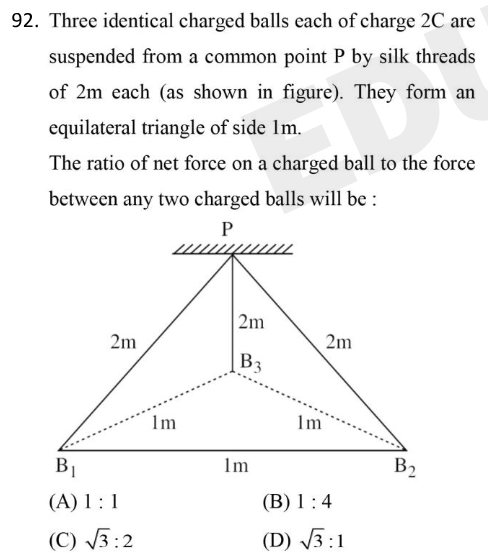 92. Three identical charged balls each of charge 2C are
suspended from a common point P by silk threads
of 2m each (as shown in figure). They form an
equilateral triangle of side 1m.
The ratio of net force on a charged ball to the force
between any two charged balls will be :
P
2m
2m
2m
B₃
1m
1m
B₁
1m
B₂
(A) 1 : 1
(B) 1 : 4
(C) √3 : 2
(D) √3 : 1
EDU